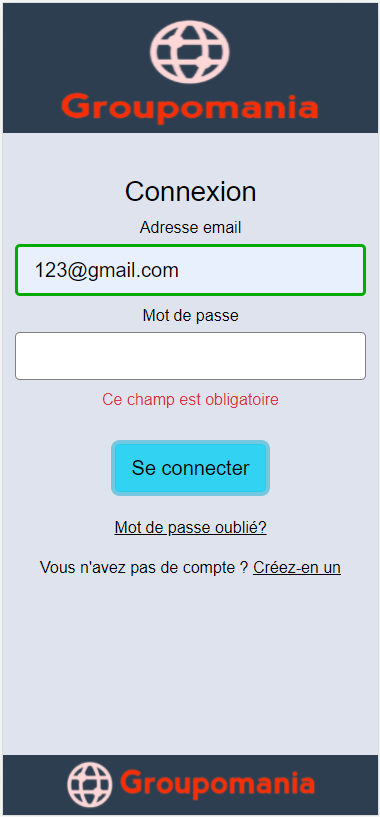 Groupomania
Connexion
Adresse email
123@gmail.com
Mot de passe
Ce champ est obligatoire
Se connecter
Mot de passe oublié?
Vous n'avez pas de compte ? Créez-en un
Groupomania